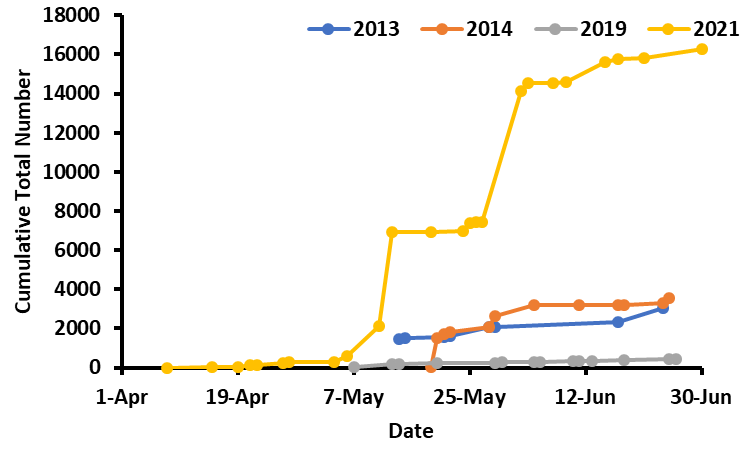 18000
2013 2014 2019 2021
16000
14000
12000
10000
8000
6000
4000
2000
0
Cumulative Total Number
1-Apr 19-Apr 7-May 25-May 12-Jun 30-Jun
Date